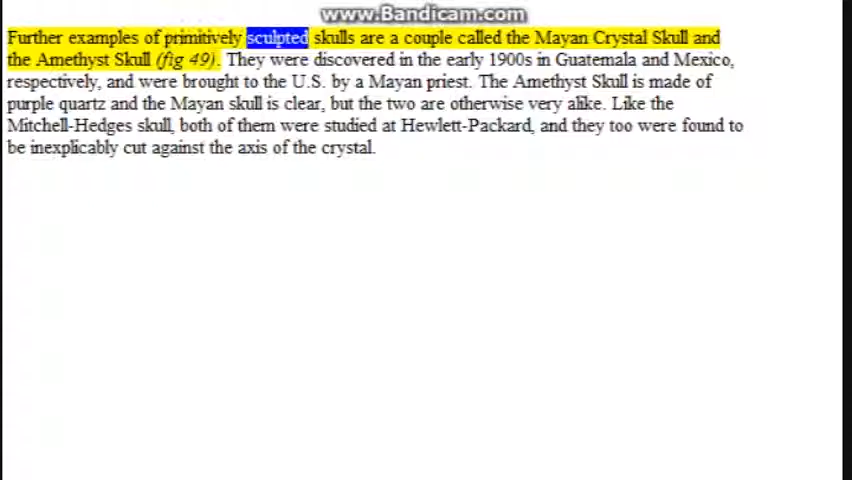 www.Bandicam.com
Further examples of primitively sculpted skulls are a couple called the Mayan Crystal Skull and
the Amethyst Skull (fig 49). They were discovered in the early 1900s in Guatemala and Mexico,
respectively, and were brought to the U.S. by a Mayan priest. The Amethyst Skull is made of
purple quartz and the Mayan skull is clear, but the two are otherwise very alike. Like the
Mitchell-Hedges skull, both of them were studied at Hewlett-Packard, and they too were found to
be inexplicably cut against the axis of the crystal.